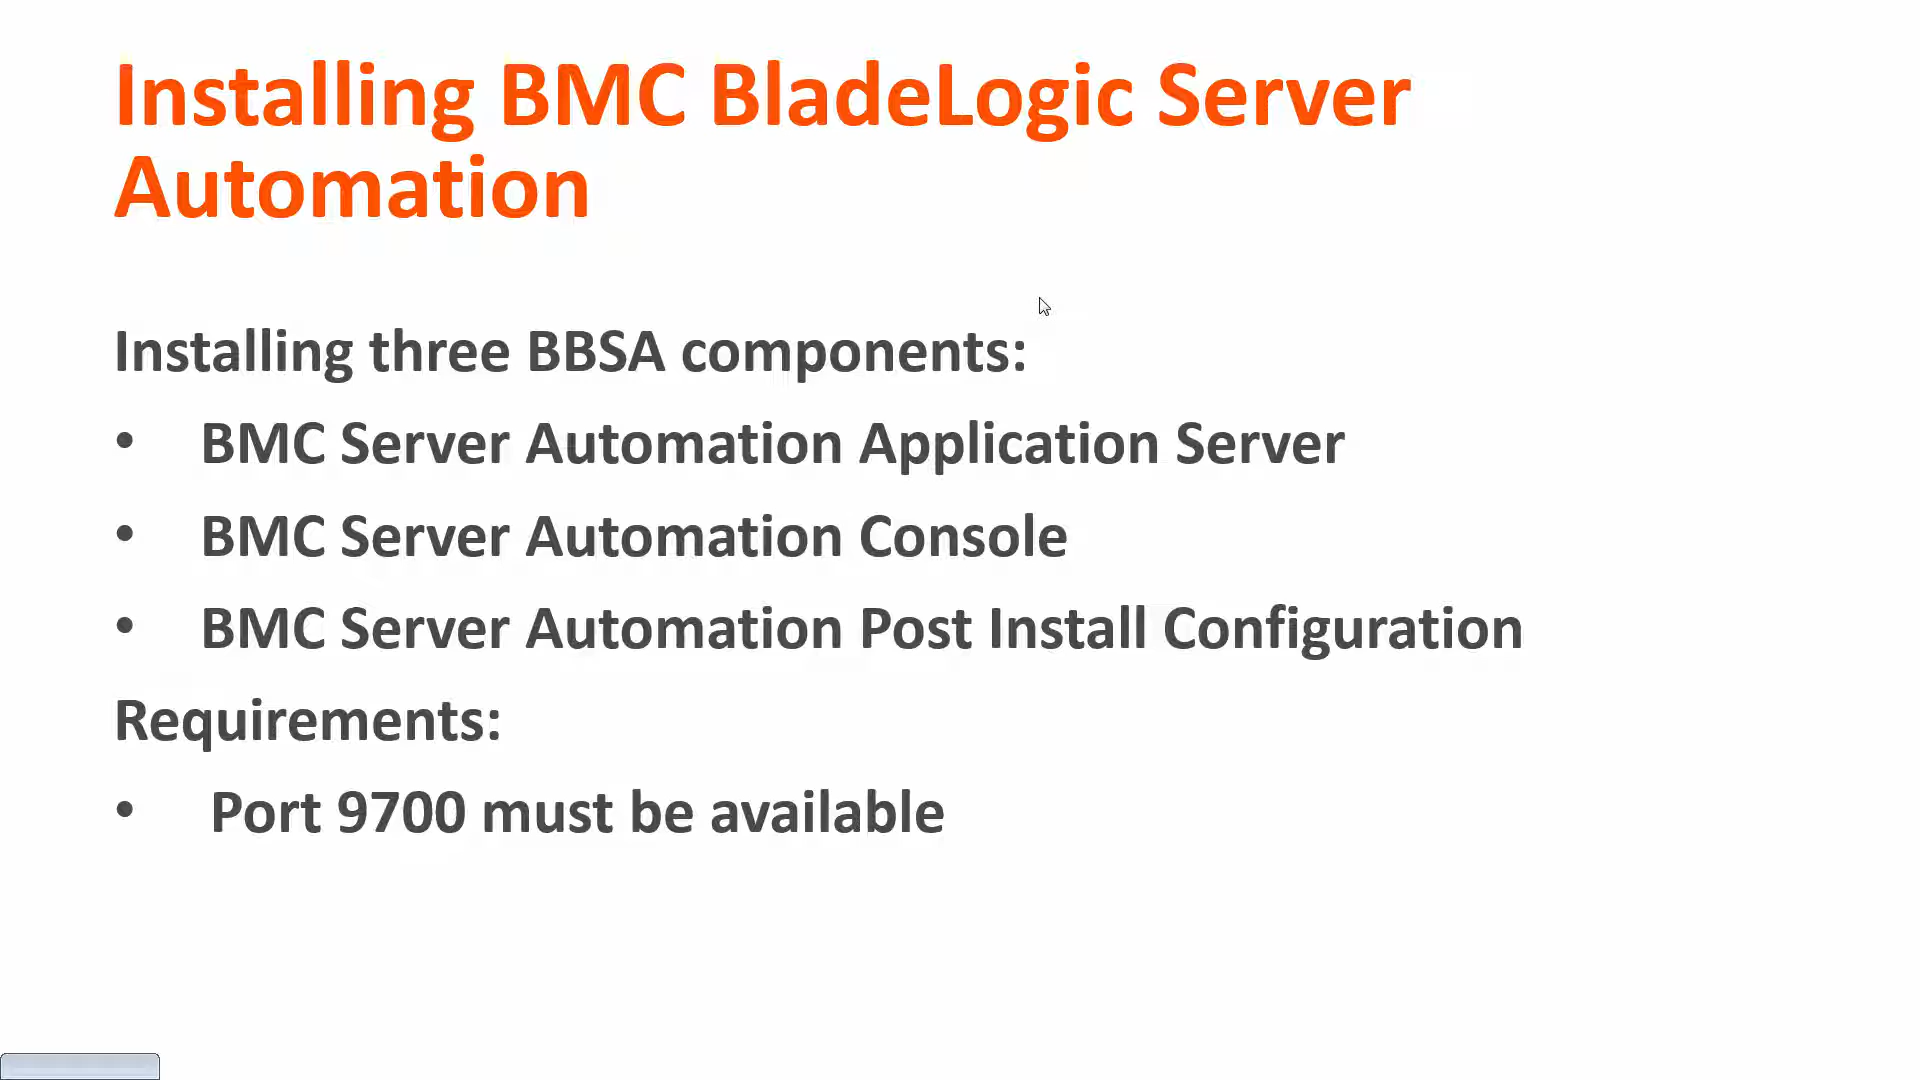 Installing BMC BladeLogic Server
Automation
Installing three BBSA components:
• BMC Server Automation Application Server
• BMC Server Automation Console
• BMC Server Automation Post Install Configuration
Requirements:
• Port 9700 must be available